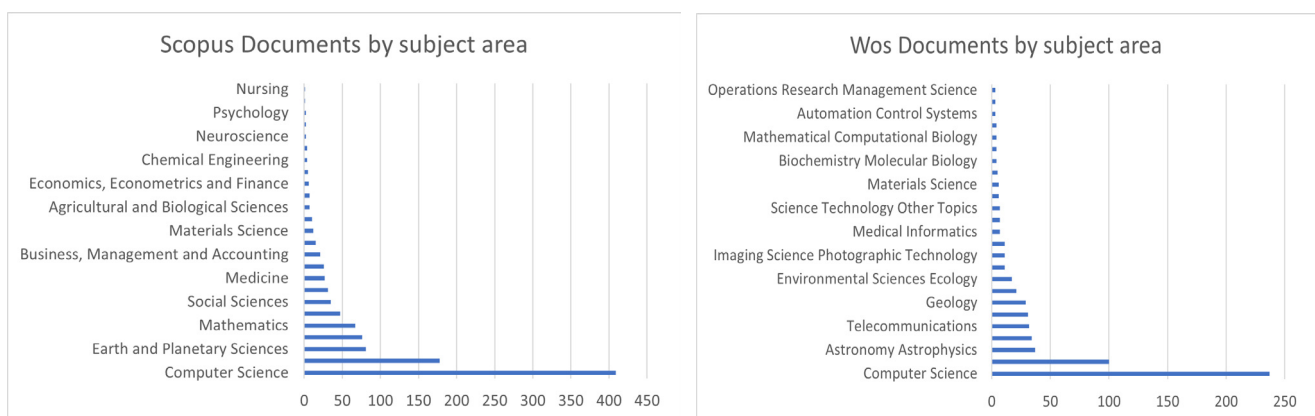 Scopus Documents by subject area
Nursing
Psychology
Neuroscience
Chemical Engineering
Economics, Econometrics and Finance
Agricultural and Biological Sciences
Materials Science
Business, Management and Accounting
Medicine
Social Sciences
Mathematics
Earth and Planetary Sciences
Computer Science
0 50 100 150 200 250 300 350 400 450
Wos Documents by subject area
Operations Research Management Science
Automation Control Systems
Mathematical Computational Biology
Biochemistry Molecular Biology
Materials Science
Science Technology Other Topics
Medical Informatics
Imaging Science Photographic Technology
Environmental Sciences Ecology
Geology
Telecommunications
Astronomy Astrophysics
Computer Science
0 50 100 150 200 250